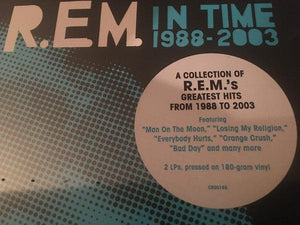 R.E.M. IN TIME
1988-2003
A COLLECTION OF
R.E.M.'s
GREATEST HITS
FROM 1988 TO 2003
Featuring
"Man On The Moon," "Losing My Religion,"
"Everybody Hurts," "Orange Crush,"
"Bad Day" and many more
2 LPs, pressed on 180-gram vinyl